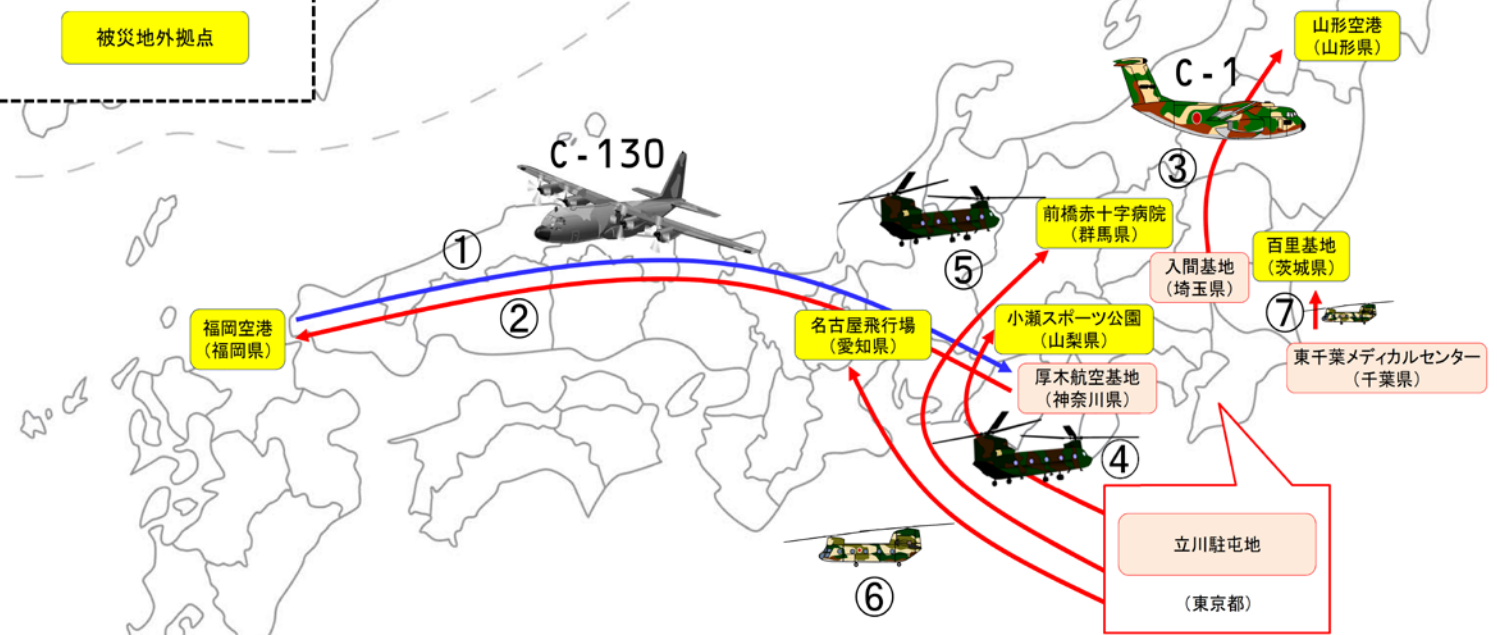 被災地外拠点
山形空港
（山形県）
C-1
C-130
③
①
前橋赤十字病院
（群馬県）
⑤
百里基地
（茨城県）
入間基地
（埼玉県）
⑦
②
福岡空港
（福岡県）
名古屋飛行場
（愛知県）
小瀬スポーツ公園
（山梨県）
東千葉メディカルセンター
（千葉県）
厚木航空基地
（神奈川県）
④
立川駐屯地
（東京都）
⑥